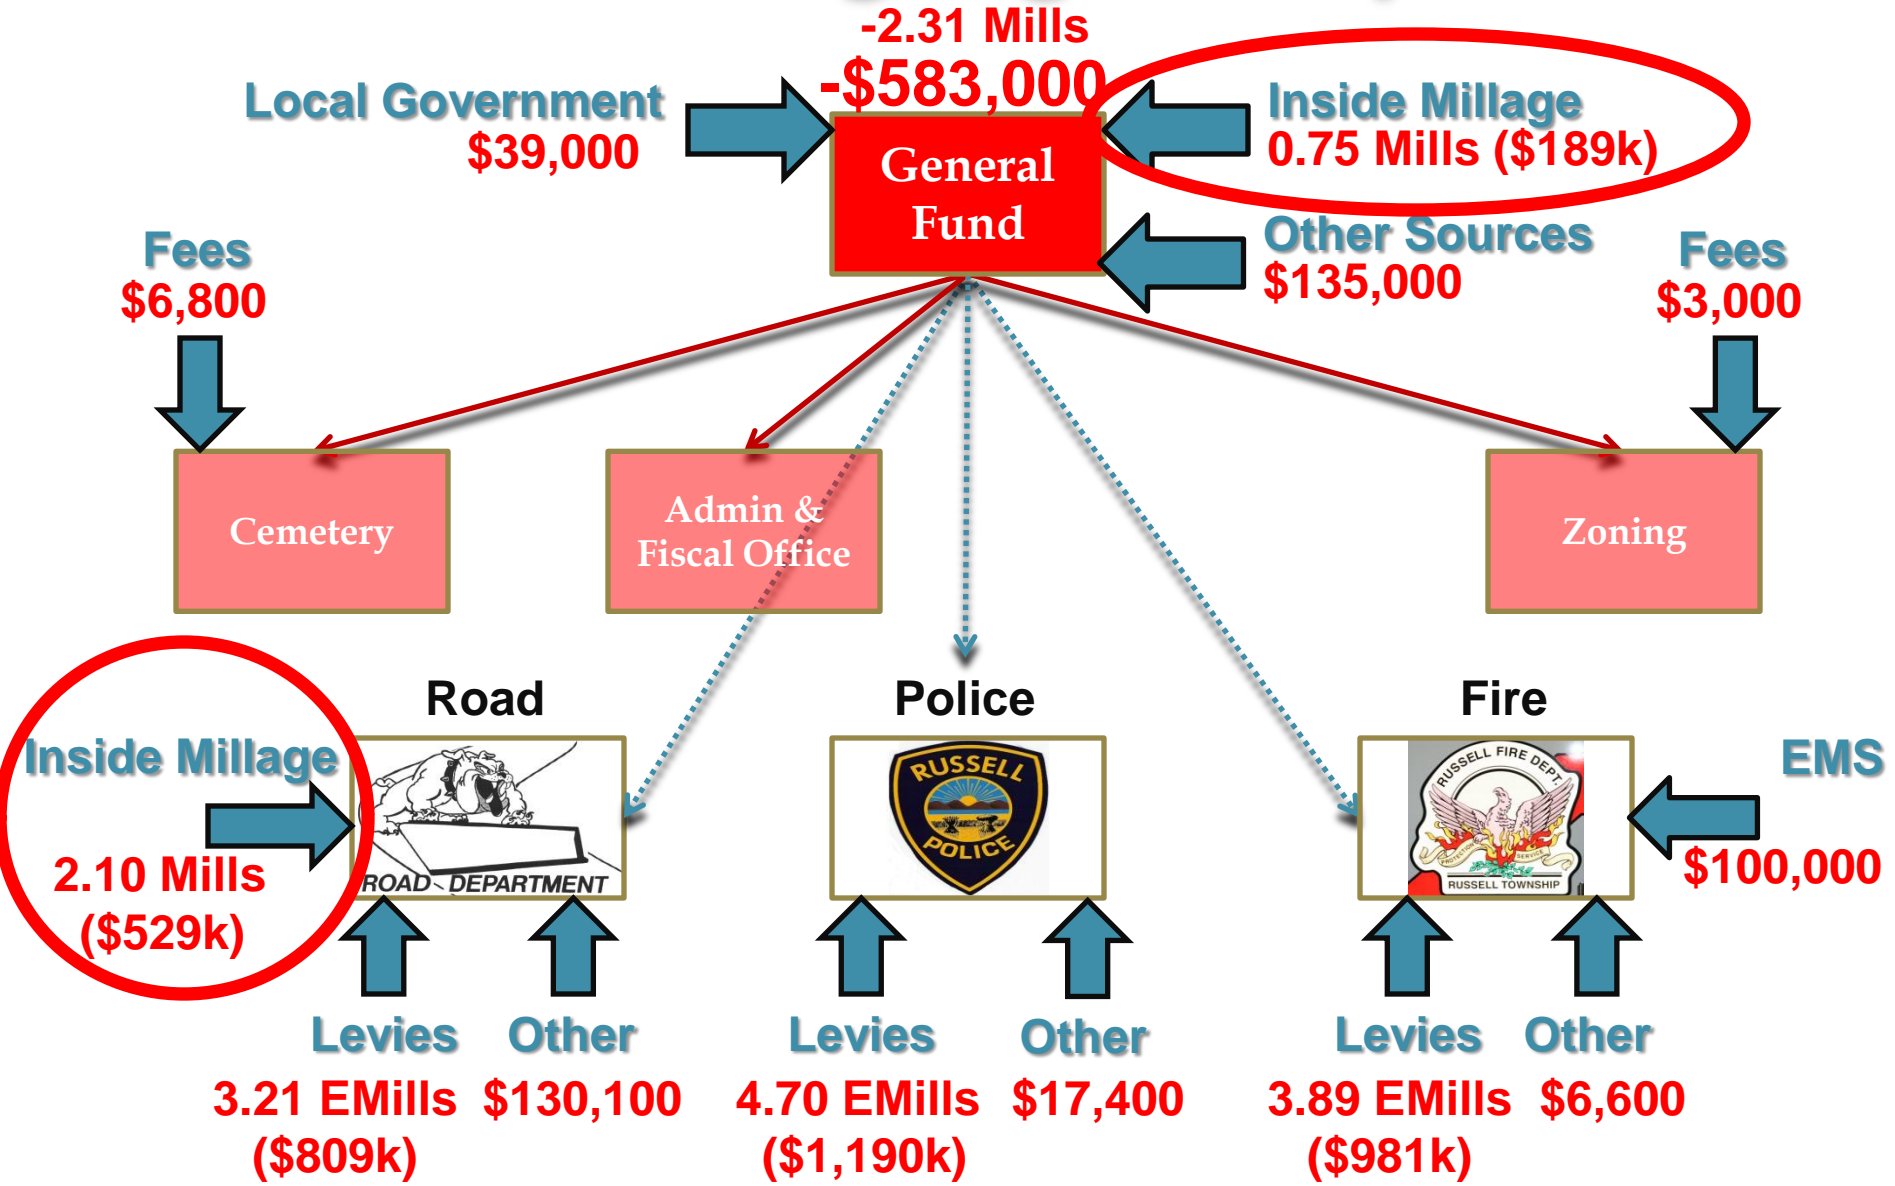 -2.31 Mills
-$583,000
Local Government
$39,000
Inside Millage
0.75 Mills ($189k)
General
Fund
Other Sources
$135,000
Fees
$6,800
Fees
$3,000
Cemetery
Admin &
Fiscal Office
Zoning
Road
Police
Fire
Inside Millage
2.10 Mills
($529k)
ROAD DEPARTMENT
RUSSELL
POLICE
RUSSELL FIRE DEPT.
PROTECTION
SERVICE
RUSSELL TOWNSHIP
EMS
$100,000
Levies
Other
Levies
Other
Levies
Other
3.21 EMills
$130,100
4.70 EMills
$17,400
3.89 EMills
$6,600
($809k)
($1,190k)
($981k)